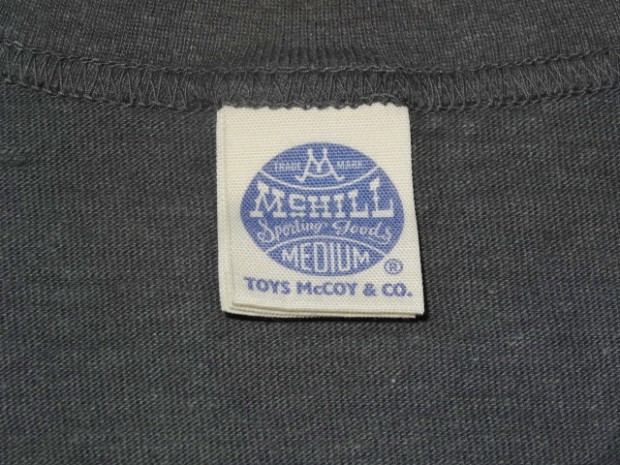 TRADE M MARK
McHILL
Sporting Goods
MEDIUM ®
TOYS McCOY & CO.